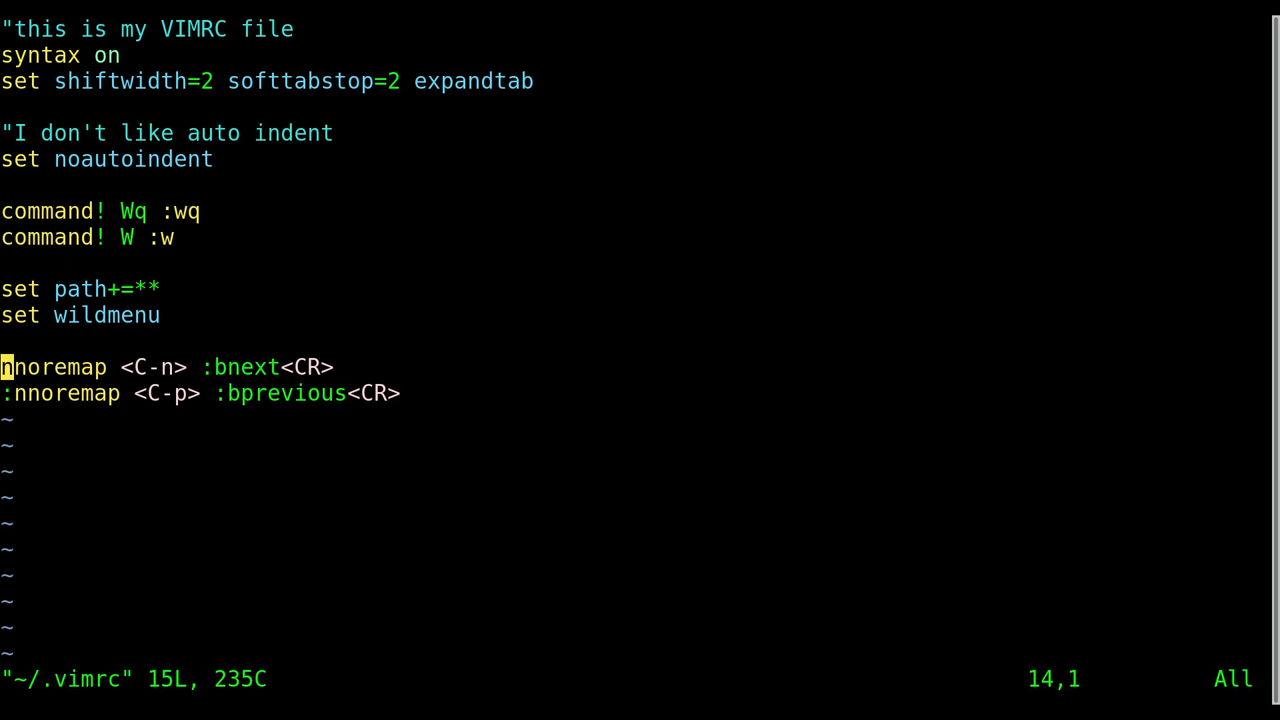 "this is my VIMRC file
syntax on
set shiftwidth=2 softtabstop=2 expandtab
"I don't like auto indent
set noautoindent
command! Wq :wq
command! W :w
set path+=**
set wildmenu
nnoremap <C-n> :bnext<CR>
:nnoremap <C-p> :bprevious<CR>
~
~
~
~
~
~
~
~
~
~
"~/.vimrc" 15L, 235C 14,1 All